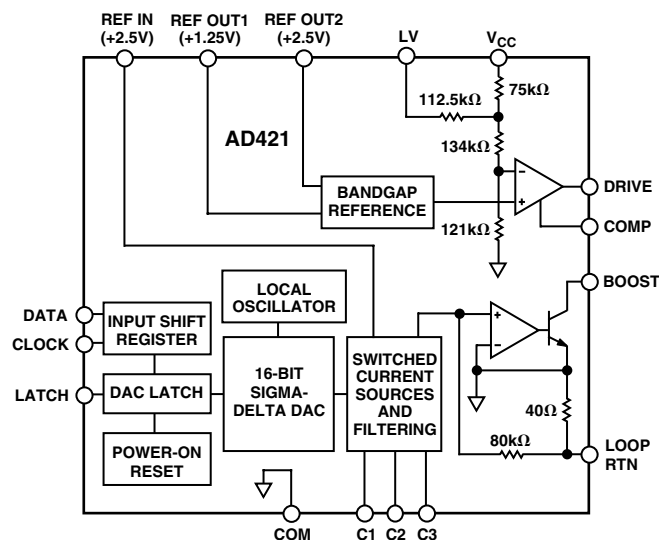 REF IN
(+2.5V)
REF OUT1
(+1.25V)
REF OUT2
(+2.5V)
LV
VCC
75kΩ
112.5kΩ
134kΩ
AD421
BANDGAP
REFERENCE
121kΩ
−
+
DRIVE
COMP
BOOST
LOCAL
OSCILLATOR
DATA
CLOCK
LATCH
INPUT SHIFT
REGISTER
DAC LATCH
POWER-ON
RESET
16-BIT
SIGMA-
DELTA DAC
SWITCHED
CURRENT
SOURCES
AND
FILTERING
+
−
40Ω
80kΩ
LOOP
RTN
COM
C1
C2
C3